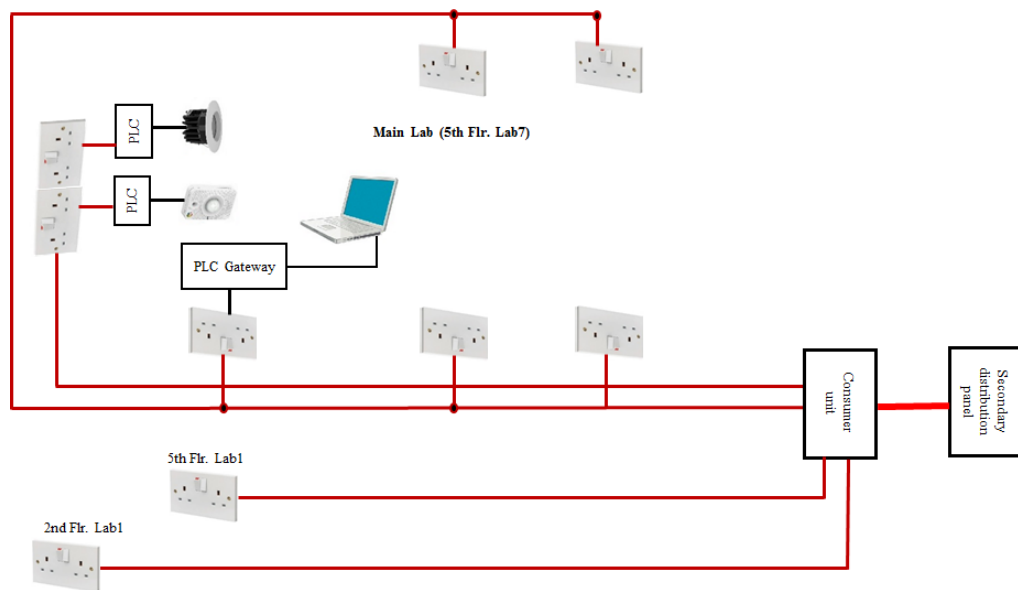 Main Lab (5th Flr. Lab7)
PLC
PLC
PLC Gateway
Consumer
unit
Secondary
distribution
panel
5th Flr. Lab1
2nd Flr. Lab1